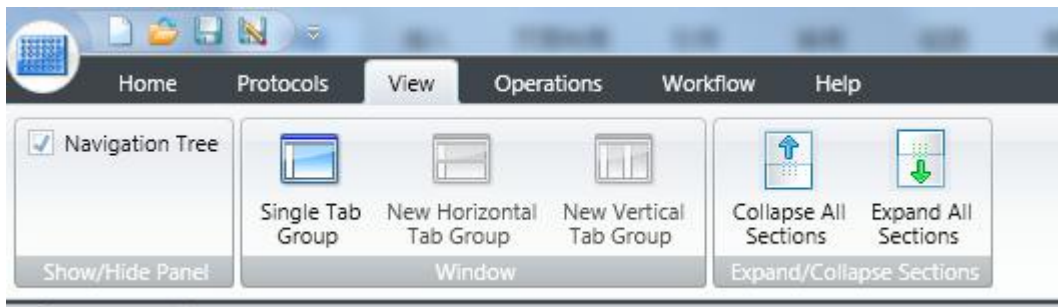 Home Protocols View Operations Workflow Help
Navigation Tree
Show/Hide Panel
Single Tab Group
New Horizontal Tab Group
New Vertical Tab Group
Window
Collapse All Sections
Expand All Sections
Expand/Collapse Sections